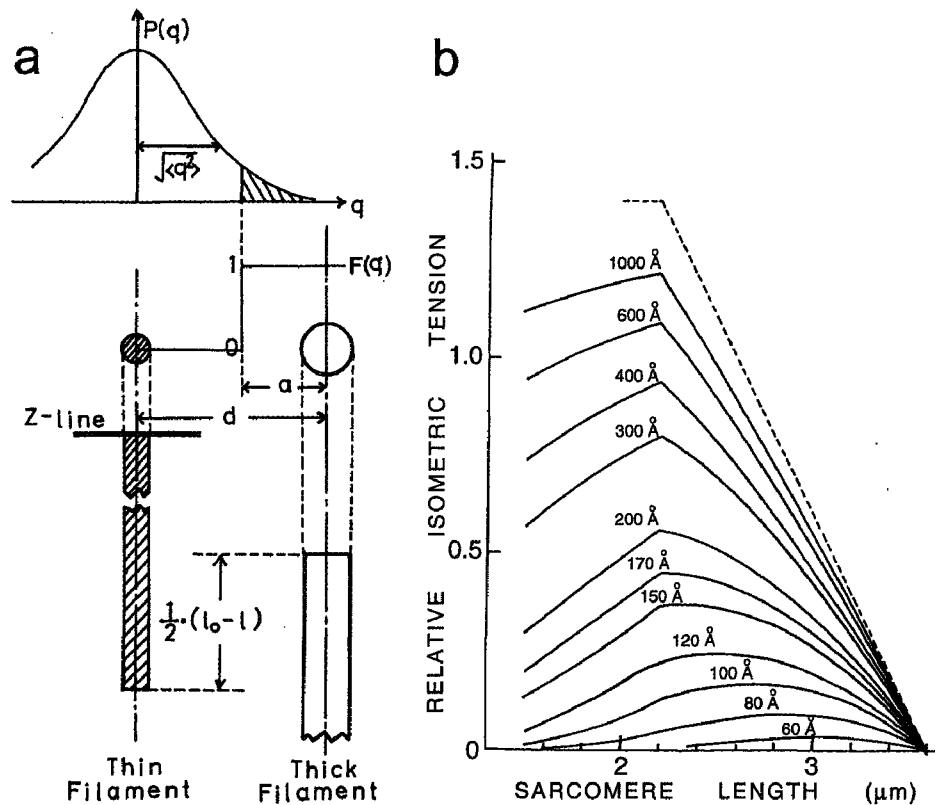 a
P(q)
√<q²>
q
1
F(q)
0
a
d
Z-line
½·(l₀-l)
Thin
Filament
Thick
Filament
b
1.5
1.0
0.5
0
RELATIVE ISOMETRIC TENSION
1000 Å
600 Å
400 Å
300 Å
200 Å
170 Å
150 Å
120 Å
100 Å
80 Å
60 Å
2
3
SARCOMERE LENGTH (μm)